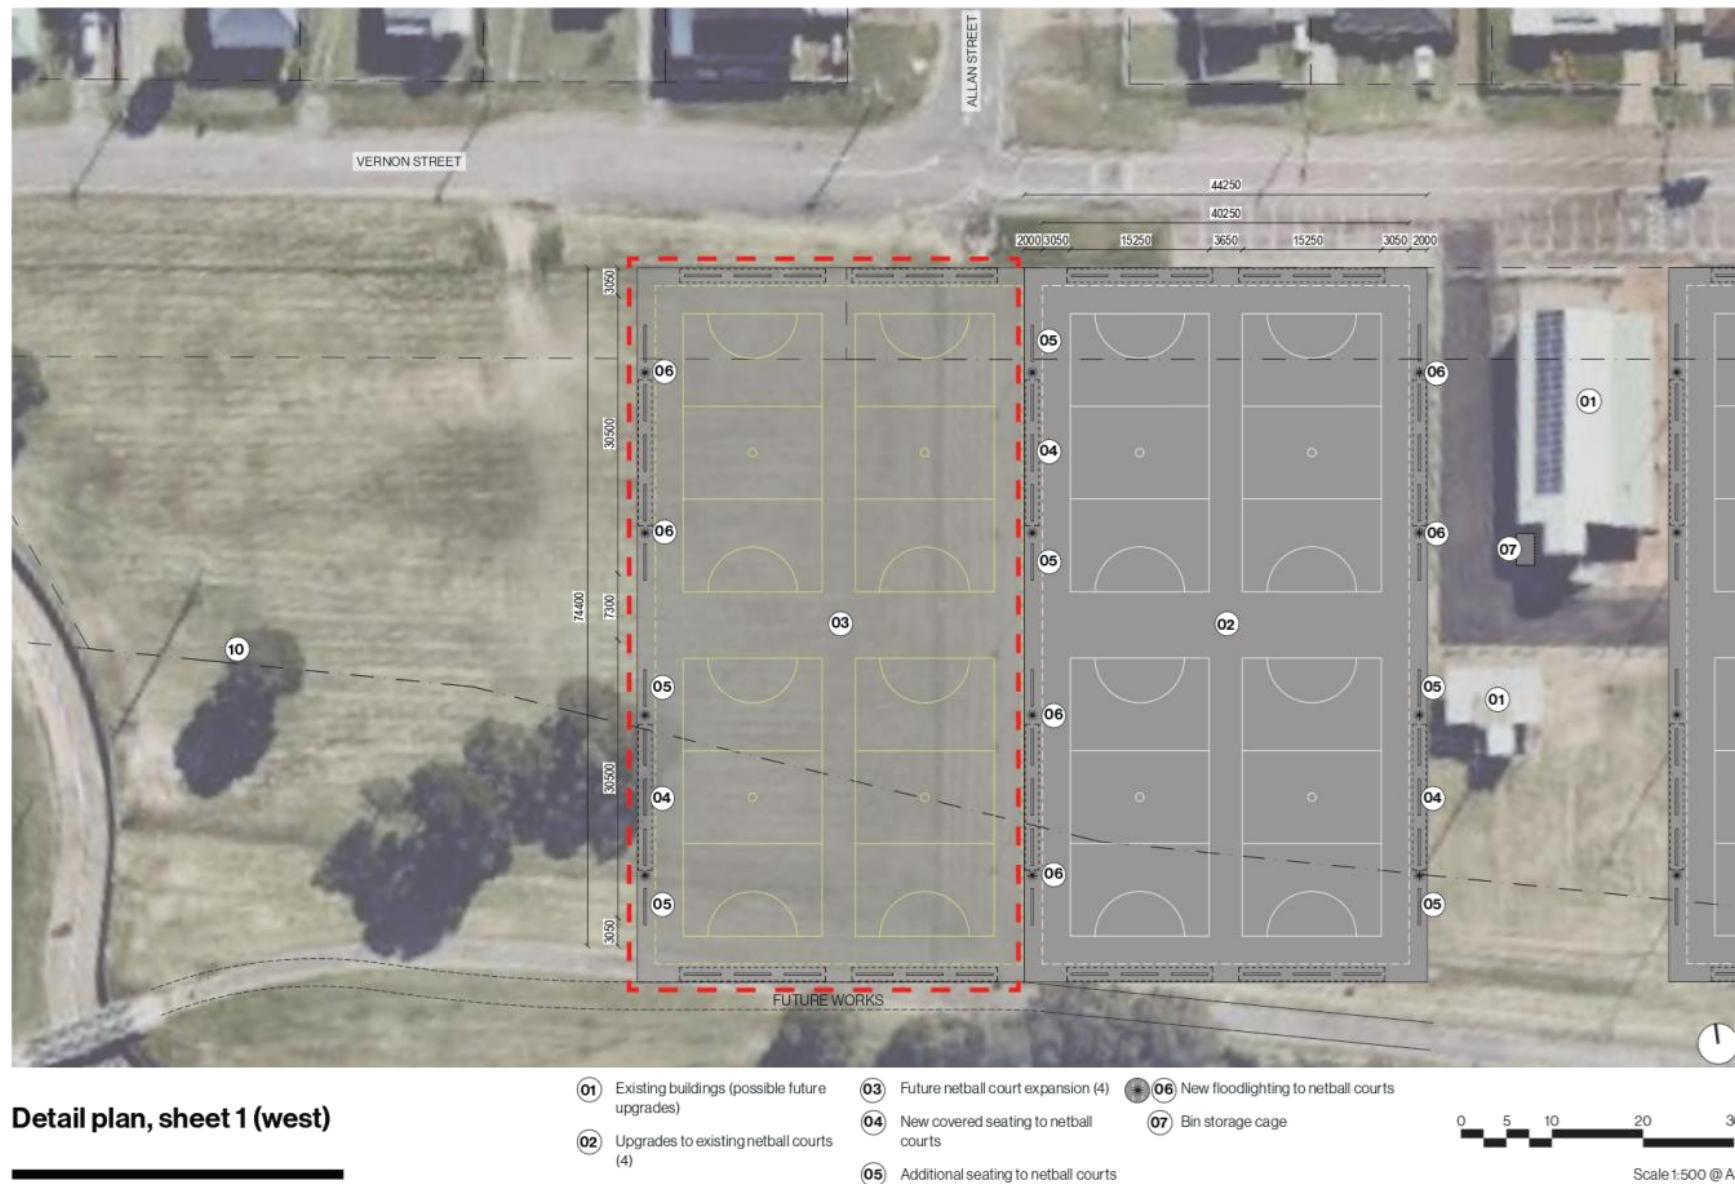 ALLAN STREET
VERNON STREET
44250
40250
2000 3050 15250 3650 15250 3050 2000
3050
05
06 06
30500
01
04
06 06
07
05
74400
7300
03 02
10
05 05
01
06
30500
04 04
06
05 05
3050
FUTURE WORKS
Detail plan, sheet 1 (west)
01 Existing buildings (possible future
upgrades)
02 Upgrades to existing netball courts
(4)
03 Future netball court expansion (4)
04 New covered seating to netball
courts
05 Additional seating to netball courts
06 New floodlighting to netball courts
07 Bin storage cage
0 5 10 20
Scale 1:500 @ A